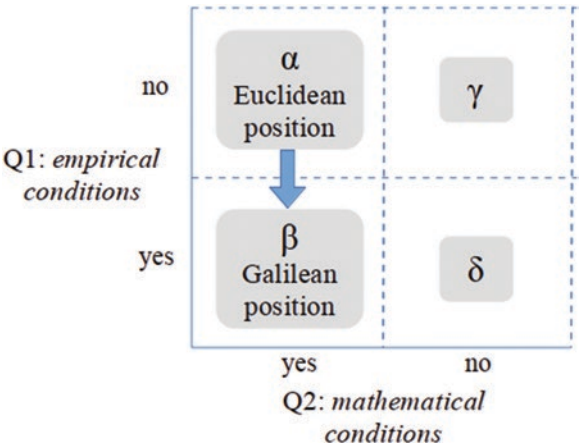 α
Euclidean
position
γ
no
Q1: empirical
conditions
β
Galilean
position
δ
yes
yes
no
Q2: mathematical
conditions